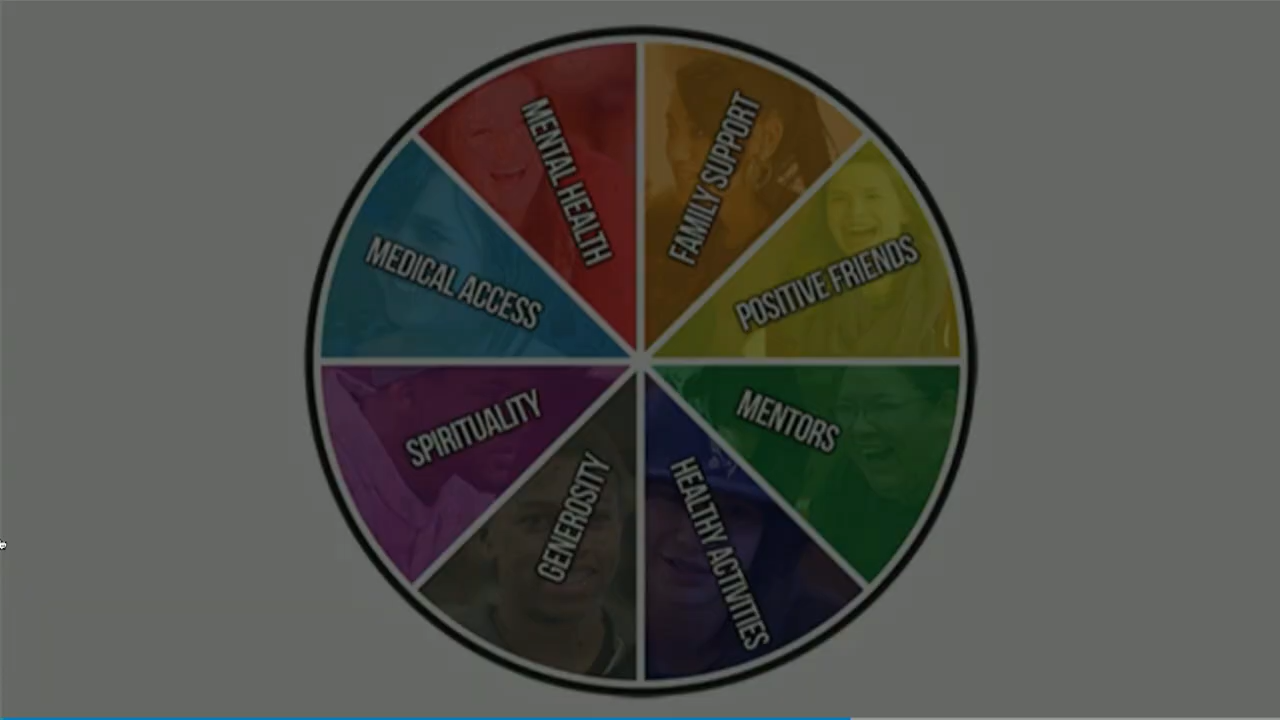 MENTAL HEALTH
FAMILY SUPPORT
POSITIVE FRIENDS
MENTORS
HEALTHY ACTIVITIES
GENEROSITY
SPIRITUALITY
MEDICAL ACCESS